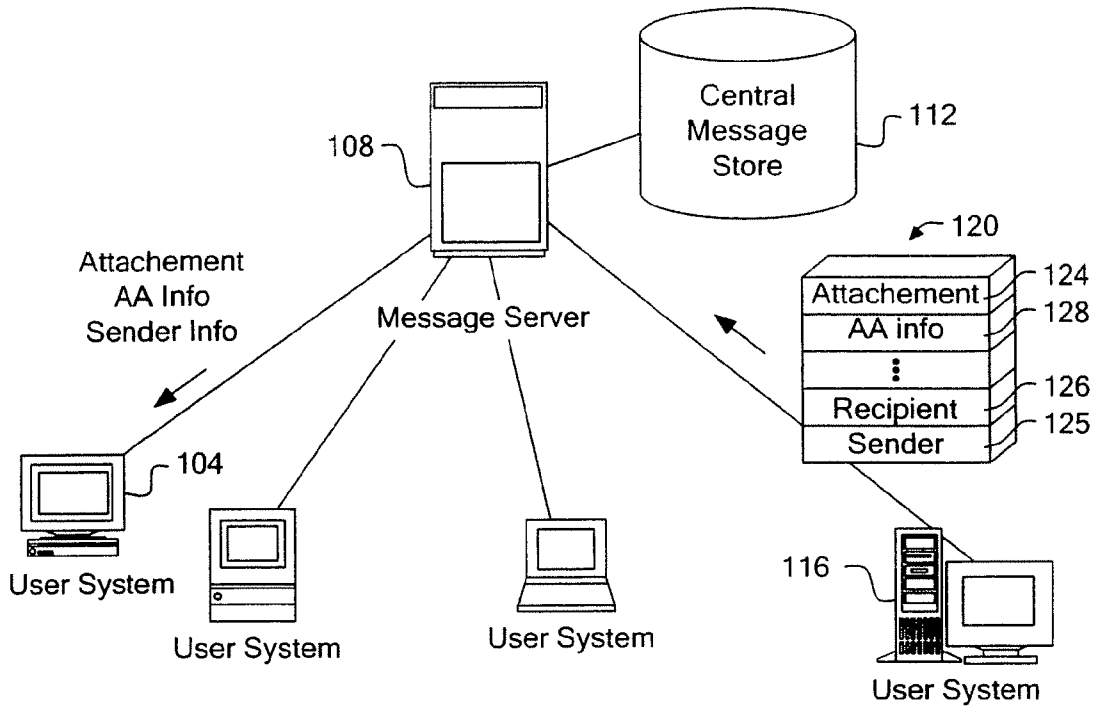 Central
Message
Store
112
108
120
Attachement
AA Info
Sender Info
Message Server
Attachement
124
AA info
128
Recipient
126
Sender
125
104
User System
User System
User System
116
User System